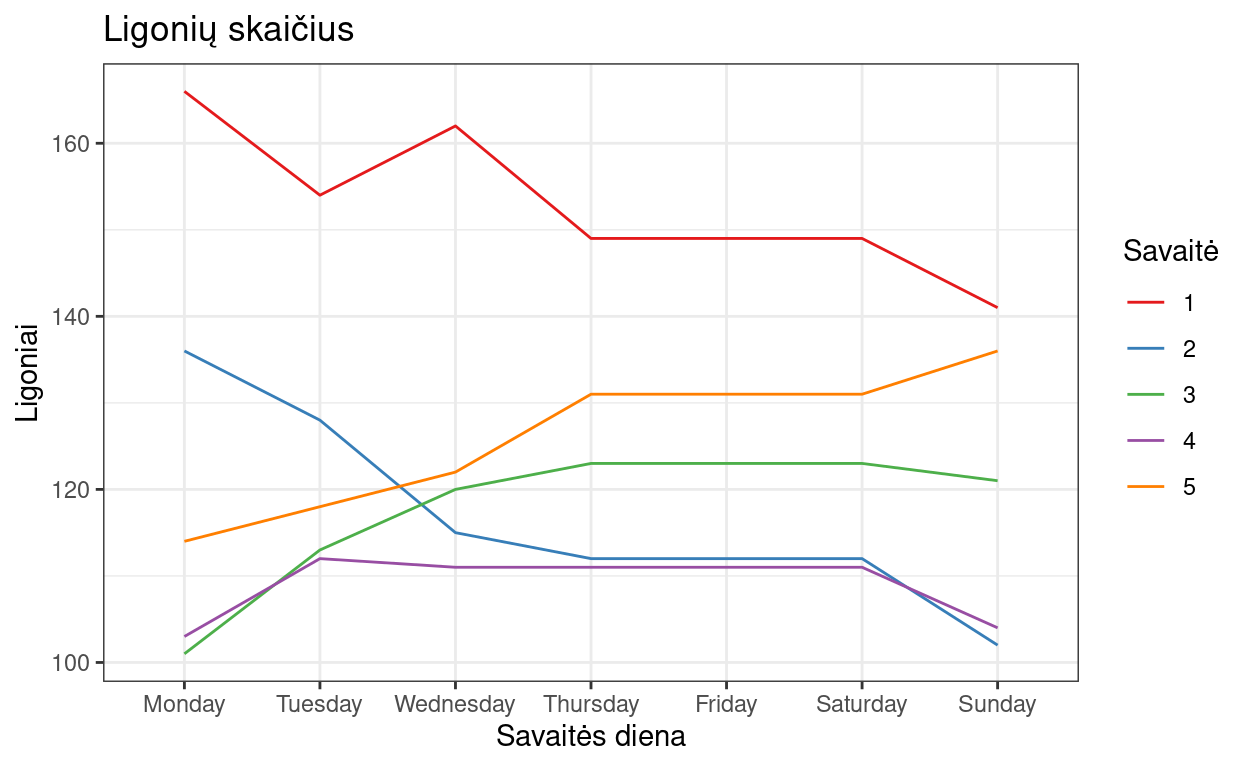 Ligonių skaičius
Ligoniai
160
140
120
100
Monday Tuesday Wednesday Thursday Friday Saturday Sunday
Savaitės diena
Savaitė
1
2
3
4
5